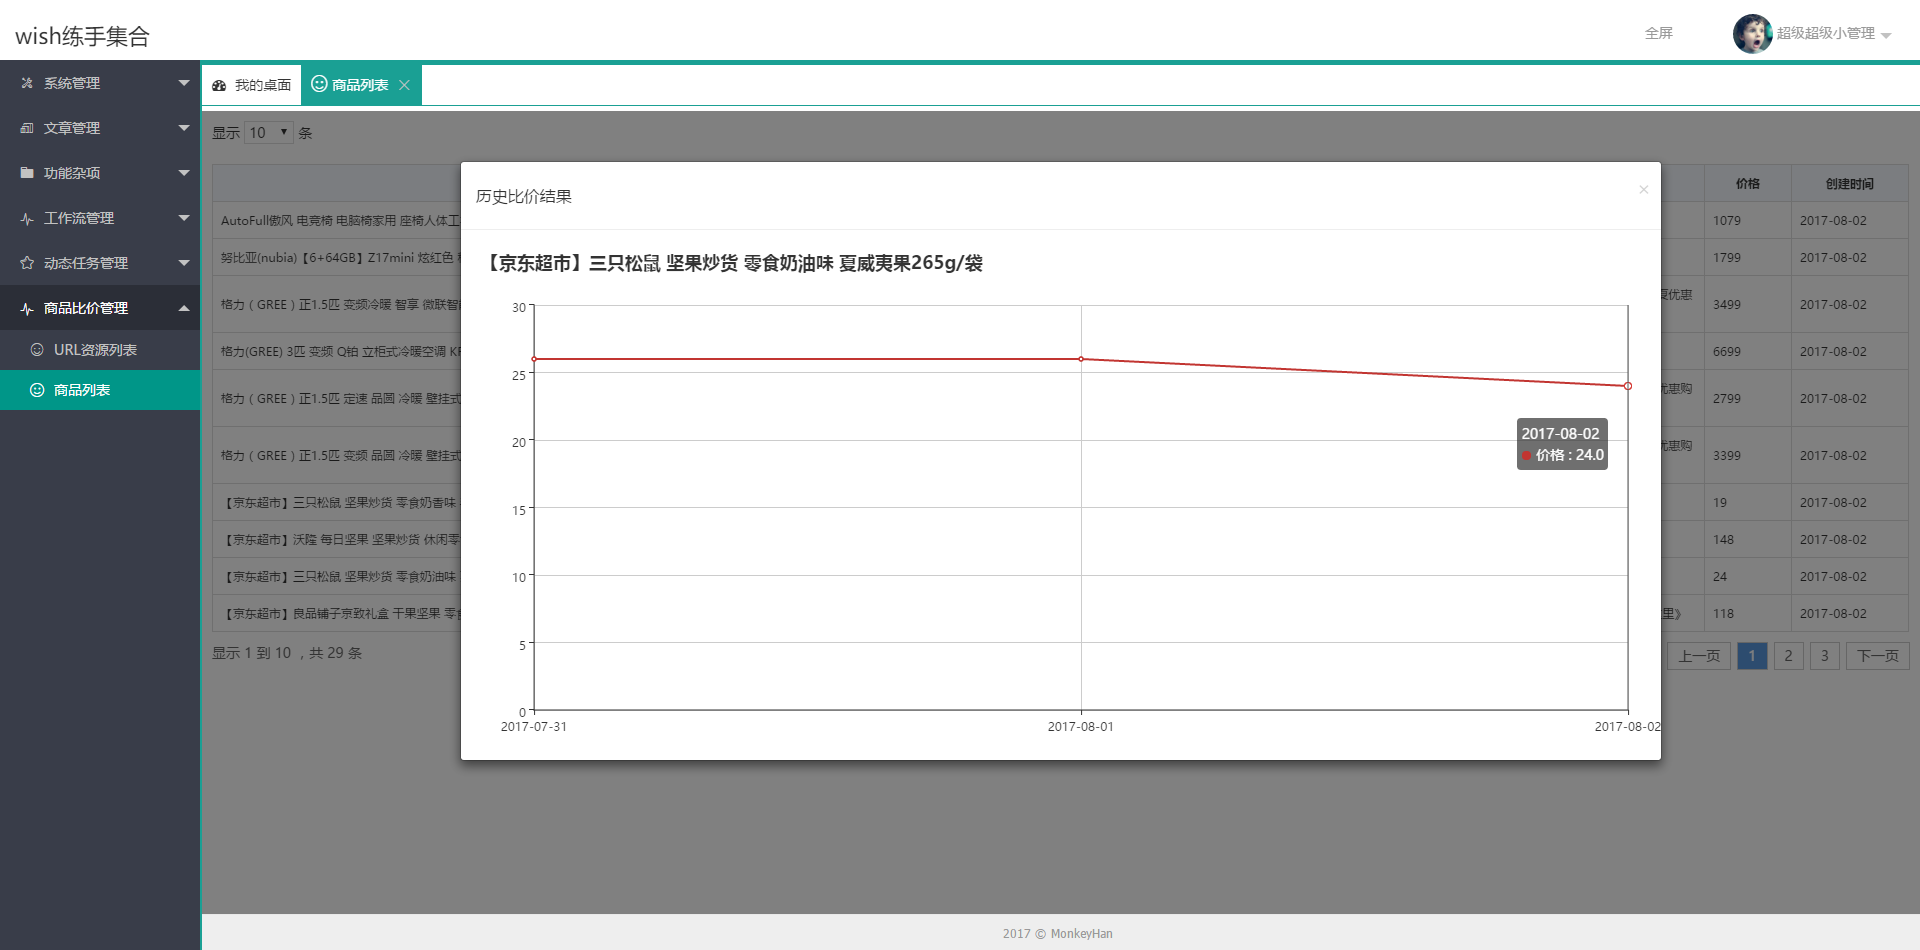 wish练手集合
全屏
超级超级小管理
系统管理
文章管理
功能杂项
工作流管理
动态任务管理
商品比价管理
URL资源列表
商品列表
我的桌面
商品列表
显示 10 条
价格
创建时间
AutoFull傲风 电竞椅 电脑椅家用 座椅人体工
1079
2017-08-02
努比亚(nubia)【6+64GB】Z17mini 炫红色
1799
2017-08-02
格力（GREE）正1.5匹 变频冷暖 智享 微联智能
夏优惠
3499
2017-08-02
格力(GREE) 3匹 变频 Q铂 立柜式冷暖空调
6699
2017-08-02
格力（GREE）正1.5匹 定速 品圆 冷暖 壁挂式
优惠购
2799
2017-08-02
格力（GREE）正1.5匹 变频 品圆 冷暖 壁挂式
优惠购
3399
2017-08-02
【京东超市】三只松鼠 坚果炒货 零食奶香味
19
2017-08-02
【京东超市】沃隆 每日坚果 坚果炒货 休闲零
148
2017-08-02
【京东超市】三只松鼠 坚果炒货 零食奶油味
24
2017-08-02
【京东超市】良品铺子京致礼盒 干果坚果 零食
里》
118
2017-08-02
显示 1 到 10 ，共 29 条
上一页
1
2
3
下一页
历史比价结果
×
【京东超市】三只松鼠 坚果炒货 零食奶油味 夏威夷果265g/袋
30
25
20
15
10
5
0
2017-07-31
2017-08-01
2017-08-02
2017-08-02
价格 : 24.0
2017 © MonkeyHan